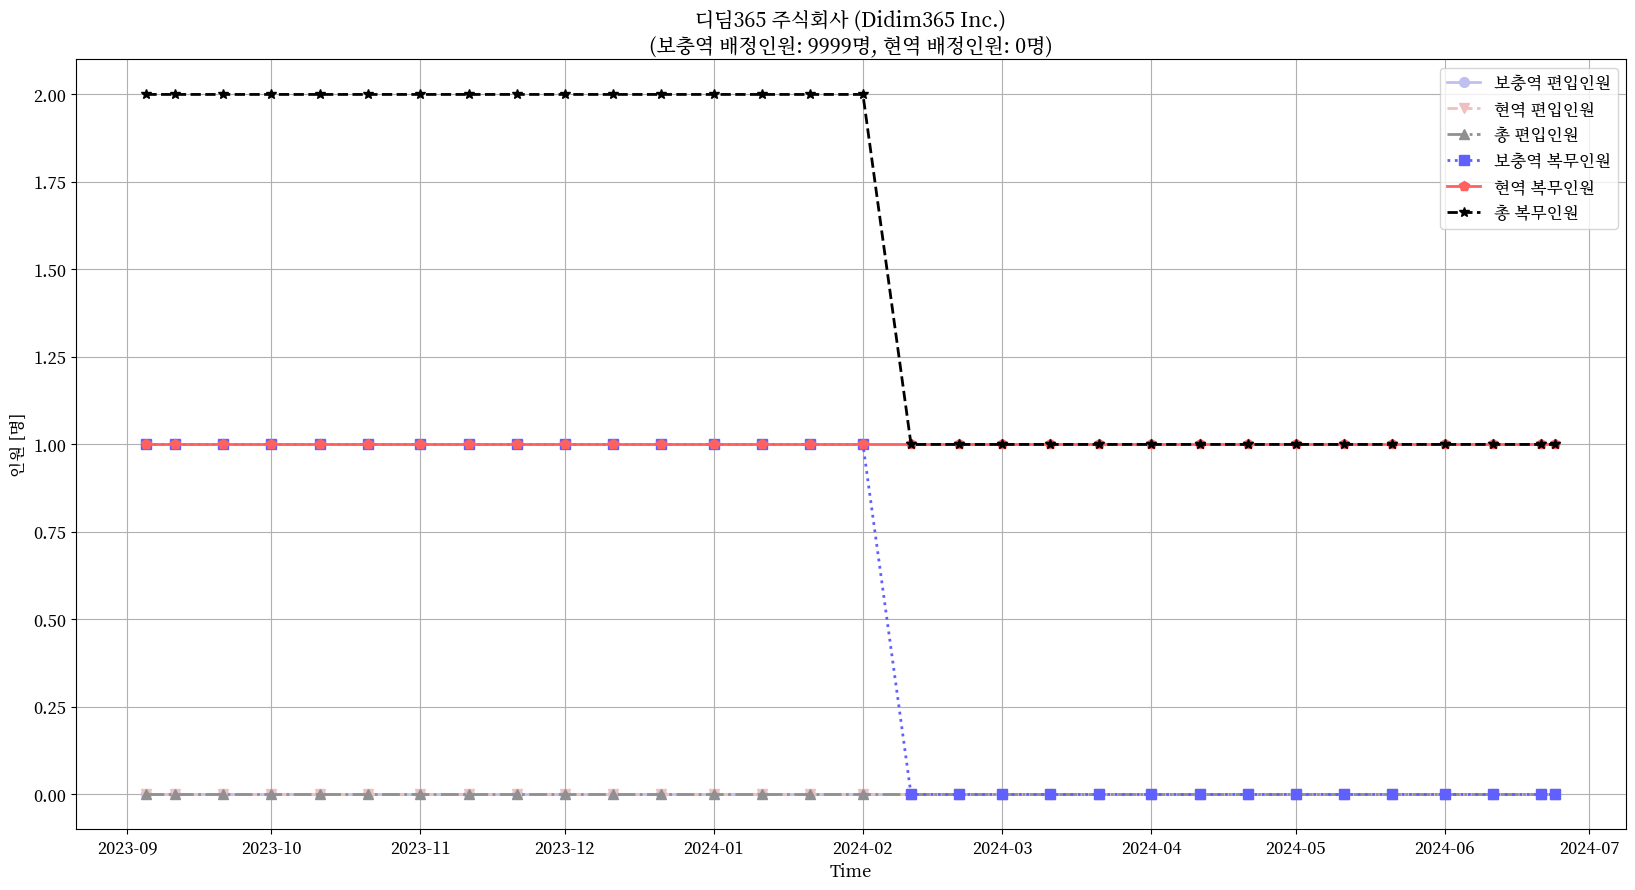 디딤365 주식회사 (Didim365 Inc.)
(보충역 배정인원: 9999명, 현역 배정인원: 0명)
보충역 편입인원
현역 편입인원
총 편입인원
보충역 복무인원
현역 복무인원
총 복무인원
인원 [명]
2.00
1.75
1.50
1.25
1.00
0.75
0.50
0.25
0.00
2023-09 2023-10 2023-11 2023-12 2024-01 2024-02 2024-03 2024-04 2024-05 2024-06 2024-07
Time